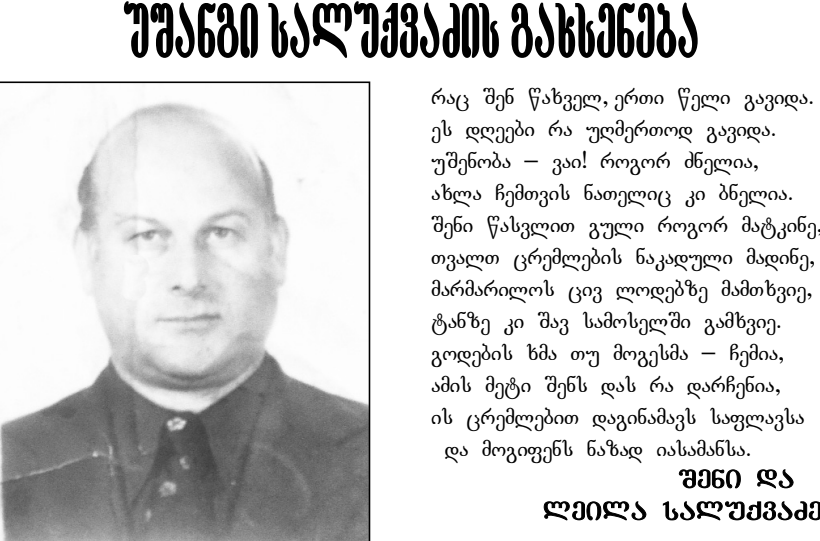 უშანგი სალუქვაძის გახსენება
რაც შენ წახველ, ერთი წელი გავიდა.
ეს დღეები რა უღმერთოდ გავიდა.
უშენობა – ვაი! როგორ ძნელია,
ახლა ჩემთვის ნათელიც კი ბნელია.
შენი წასვლით გული როგორ მატკინე,
თვალთ ცრემლების ნაკადული მადინე,
მარმარილოს ცივ ლოდებზე მამთხვიე,
ტანზე კი შავ სამოსელში გამხვიე.
გოდების ხმა თუ მოგესმა – ჩემია,
ამის მეტი შენს დას რა დარჩენია,
ის ცრემლებით დაგინამავს საფლავსა
და მოგიფენს ნაზად იასამანსა.
შენი და
ლეილა სალუქვაძე